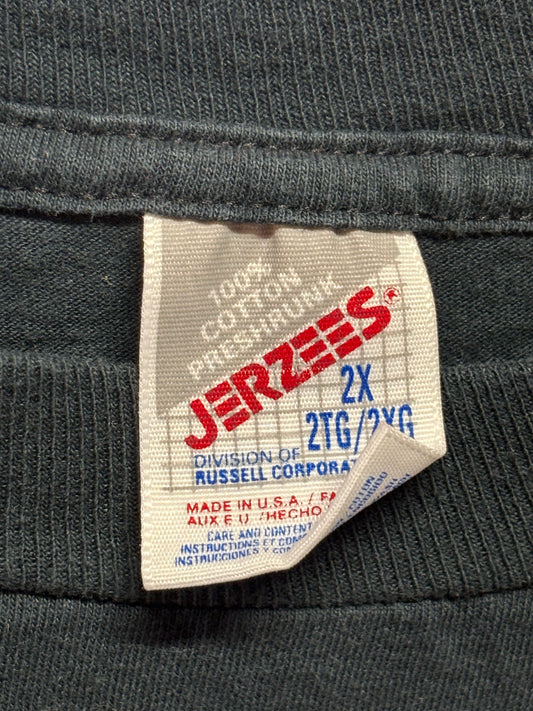 100%
COTTON
PRESHRUNK
JERZEES®
2X
2TG/2XG
DIVISION OF
RUSSELL CORPORAT
MADE IN U.S.A. / FA
AUX E U /HECHO
CARE AND CONTENT
INSTRUCTIONS ET COM
INSTRUCCIONES Y CO
COTTON